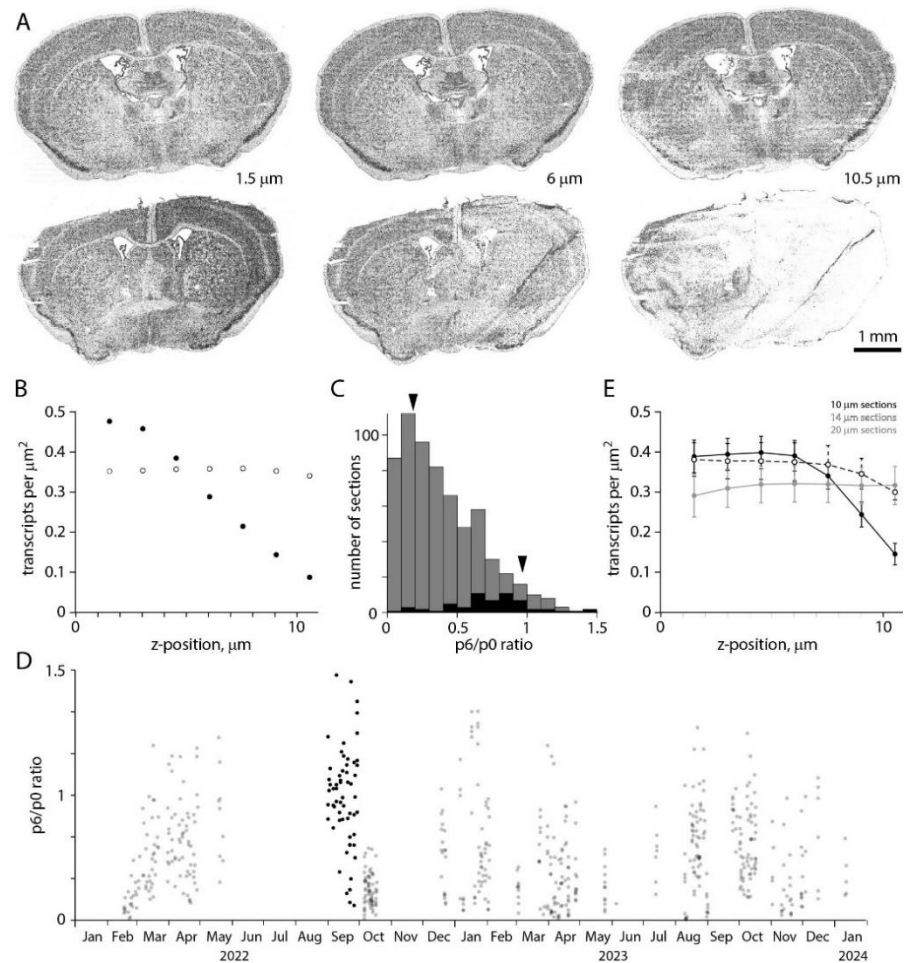 A
1.5 μm
6 μm
10.5 μm
1 mm
B
transcripts per μm²
0.5
0.4
0.3
0.2
0.1
0
0
10
z-position, μm
C
number of sections
100
0
0
0.5
1
1.5
p6/p0 ratio
E
transcripts per μm²
0.5
0.4
0.3
0.2
0.1
0
10 μm sections
14 μm sections
20 μm sections
0
10
z-position, μm
D
p6/p0 ratio
1.5
1
0
Jan Feb Mar Apr May Jun Jul Aug Sep Oct Nov Dec Jan Feb Mar Apr May Jun Jul Aug Sep Oct Nov Dec Jan
2022 2023 2024